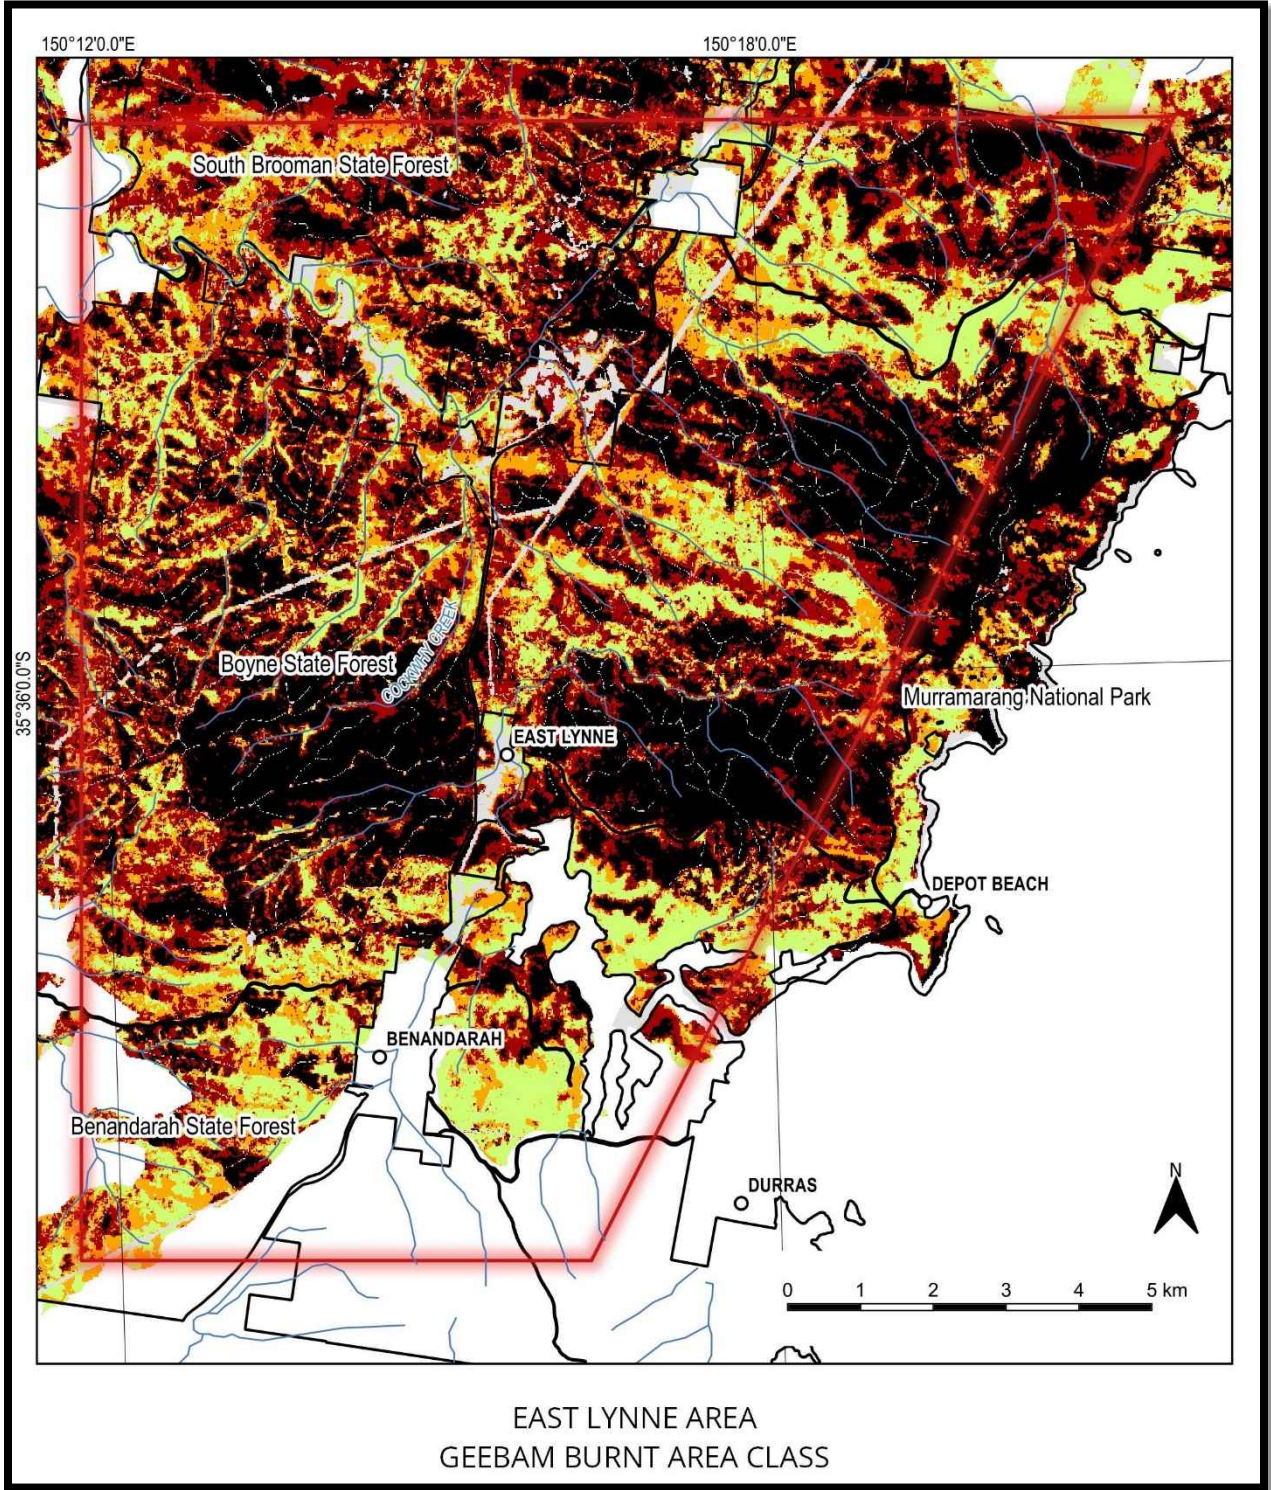 150°12'0.0"E
150°18'0.0"E
South Brooman State Forest
35°36'0.0"S
COOKWHY CREEK
Boyne State Forest
Murramarang National Park
EAST LYNNE
DEPOT BEACH
BENANDARAH
Benandarah State Forest
DURRAS
N
0 1 2 3 4 5 km
EAST LYNNE AREA
GEEBAM BURNT AREA CLASS